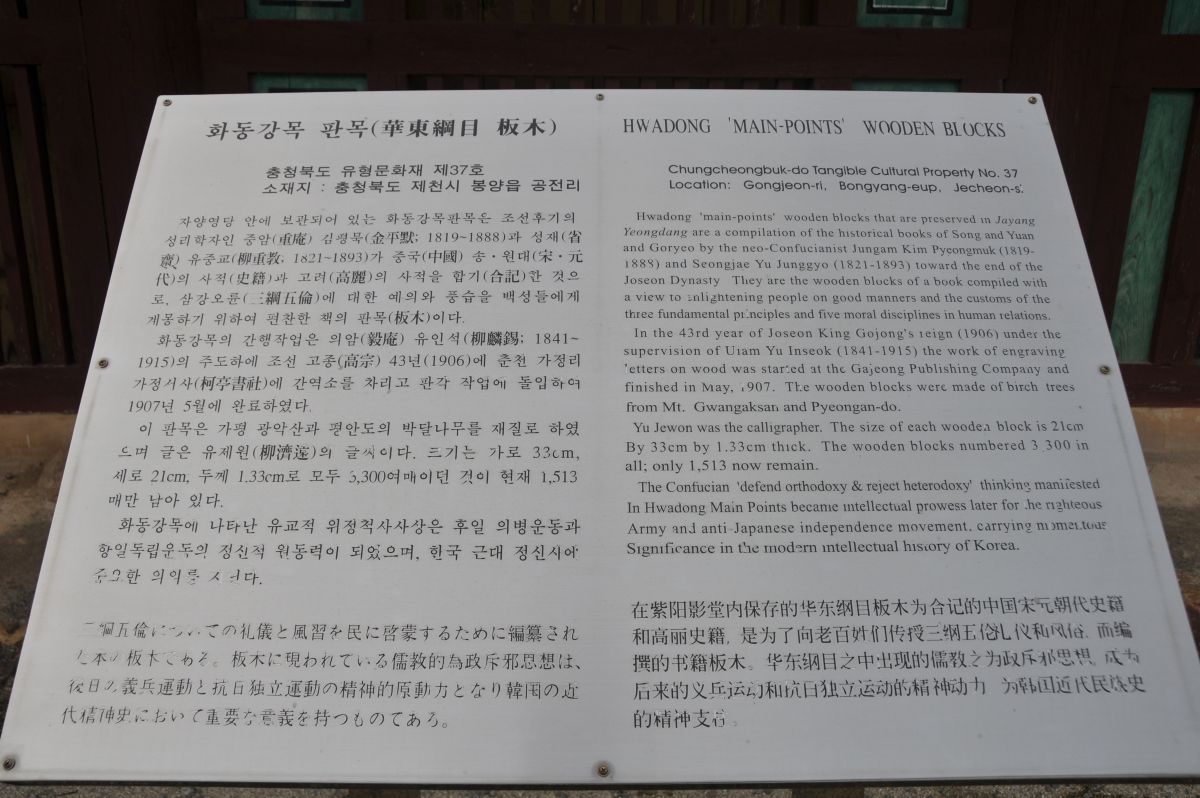 화동강목 판목(華東綱目 板木)
충청북도 유형문화재 제37호
소재지 : 충청북도 제천시 봉양읍 공전리
자양영당 안에 보관되어 있는 화동강목판목은 조선후기의
성리학자인 중암(重庵) 김평묵(金平默; 1819~1888)과 성재(省
齋) 유중교(柳重敎, 1821~1893)가 중국(中國) 송·원대(宋·元
代)의 사적(史籍)과 고려(高麗)의 사적을 합기(合記)한 것으
로, 삼강오륜(三綱五倫)에 대한 예의와 풍습을 백성들에게
계몽하기 위하여 편찬한 책의 판목(板木)이다.
화동강목의 간행작업은 의암(毅庵) 유인석(柳麟錫; 1841~
1915)의 주도하에 조선 고종(高宗) 43년(1906)에 춘천 가정리
가정서사(柯亭書社)에 간역소를 차리고 판각 작업에 돌입하여
1907년 5월에 완료하였다.
이 판목은 가평 광악산과 평안도의 박달나무를 재질로 하였
으며 글은 유제원(柳濟遠)의 글씨이다. 크기는 가로 33cm,
세로 21cm, 두께 1.33cm로 모두 3,300여매이던 것이 현재 1,513
매만 남아 있다.
화동강목에 나타난 유교적 위정척사사상은 후일 의병운동과
항일독립운동의 정신적 원동력이 되었으며, 한국 근대 정신사에
중요한 의의를 지닌다.
三綱五倫についての礼儀と風習を民に啓蒙するために編纂され
た本の板木である。板木に現われている儒教的為政斥邪思想は、
後日の義兵運動と抗日独立運動の精神的原動力となり韓国の近
代精神史において重要な意義を持つものである。
HWADONG 'MAIN-POINTS' WOODEN BLOCKS
Chungcheongbuk-do Tangible Cultural Property No. 37
Location: Gongjeon-ri, Bongyang-eup, Jecheon-si
Hwadong 'main-points' wooden blocks that are preserved in Jayang
Yeongdang are a compilation of the historical books of Song and Yuan
and Goryeo by the neo-Confucianist Jungam Kim Pyeongmuk (1819-
1888) and Seongjae Yu Junggyo (1821-1893) toward the end of the
Joseon Dynasty They are the wooden blocks of a book compiled with
a view to enlightening people on good manners and the customs of the
three fundamental principles and five moral disciplines in human relations.
In the 43rd year of Joseon King Gojong's reign (1906) under the
supervision of Uiam Yu Inseok (1841-1915) the work of engraving
letters on wood was started at the Gajeong Publishing Company and
finished in May, 1907. The wooden blocks were made of birch trees
from Mt. Gwangaksan and Pyeongan-do.
Yu Jewon was the calligrapher. The size of each wooden block is 21cm
By 33cm by 1.33cm thick. The wooden blocks numbered 3,300 in
all; only 1,513 now remain.
The Confucian 'defend orthodoxy & reject heterodoxy' thinking manifested
In Hwadong Main Points became intellectual prowess later for the righteous
Army and anti-Japanese independence movement, carrying momentous
Significance in the modern intellectual history of Korea.
在紫阳影堂内保存的华东纲目板木为合记的中国宋元朝代史籍
和高丽史籍, 是为了向老百姓们传授三纲五伦礼仪和风俗, 而编
撰的书籍板木。华东纲目之中出现的儒教之为政斥邪思想, 成为
后来的义兵运动和抗日独立运动的精神动力, 为韩国近代民族史
的精神支石。